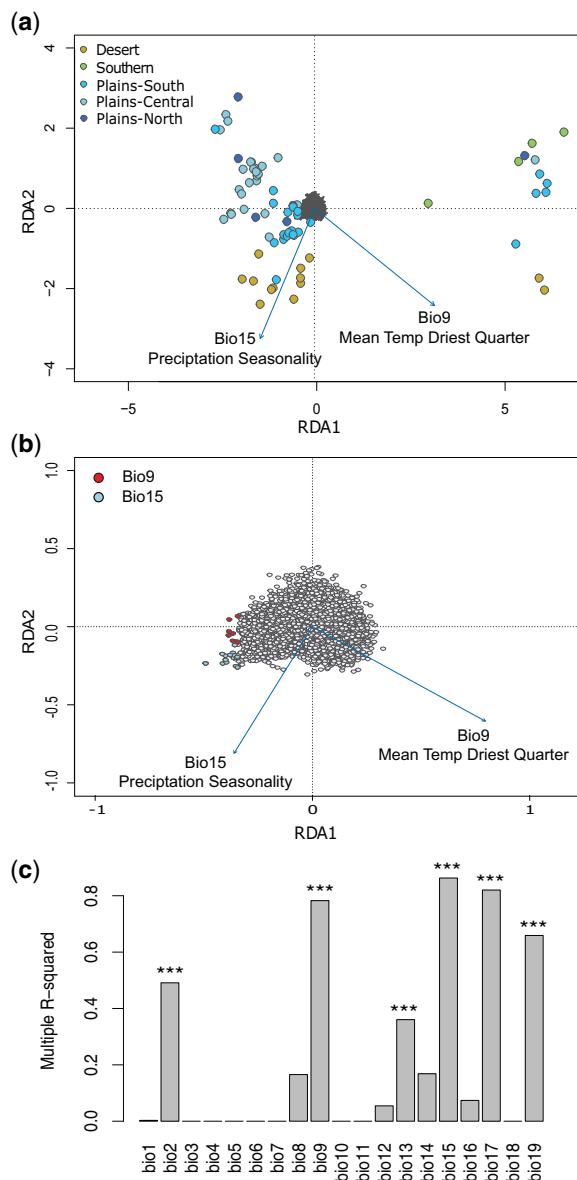 (a)
Desert
Southern
Plains-South
Plains-Central
Plains-North
4
2
0
-2
-4
RDA2
Bio15
Preciptation Seasonality
Bio9
Mean Temp Driest Quarter
-5
0
5
RDA1
(b)
Bio9
Bio15
1.0
0.5
0.0
-0.5
-1.0
RDA2
Bio15
Preciptation Seasonality
Bio9
Mean Temp Driest Quarter
-1
0
1
RDA1
(c)
0.8
0.6
0.4
0.2
0.0
Multiple R-squared
***
***
***
***
***
***
bio1
bio2
bio3
bio4
bio5
bio6
bio7
bio8
bio9
bio10
bio11
bio12
bio13
bio14
bio15
bio16
bio17
bio18
bio19